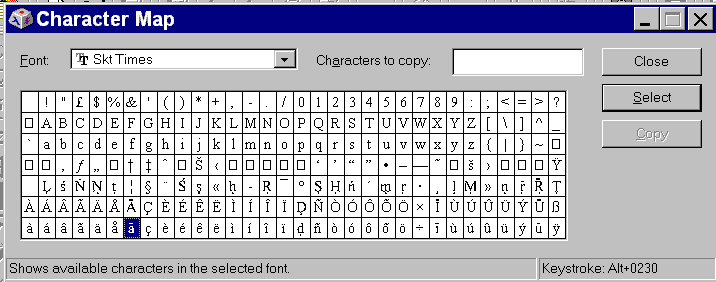 Character Map
Font: Skt Times Characters to copy: Close
! " £ $ % & ' ( ) * + , - . / 0 1 2 3 4 5 6 7 8 9 : ; < = > ?
A B C D E F G H I J K L M N O P Q R S T U V W X Y Z [ \ ] ^ _
Select
` a b c d e f g h i j k l m n o p q r s t u v w x y z { | } ~
Copy
‚ ƒ „ † ‡ ˆ Š ‹ ‘ ’ “ ” • – — ˜ š › Ÿ
Ḷ ś Ṅ Ṇ ṭ ¦ § ¨ Ś ṣ « ḥ - Ṛ ¯ ° Ṣ Ḥ ṅ ´ ṃ ṛ · ¸ ḷ Ṃ » ṇ ṝ Ṝ Ṭ
À Á Â Ã Ä Å Ā Ç È É Ê Ë Ì Í Î Ï Ḍ Ñ Ò Ó Ô Õ Ö × Ī Ù Ú Û Ü Ý Ū ß
à á â ã ä å ā ç è é ê ë ì í î ï ḍ ñ ò ó ô õ ö ÷ ī ù ú û ü ý ū ÿ
Shows available characters in the selected font. Keystroke: Alt+0230